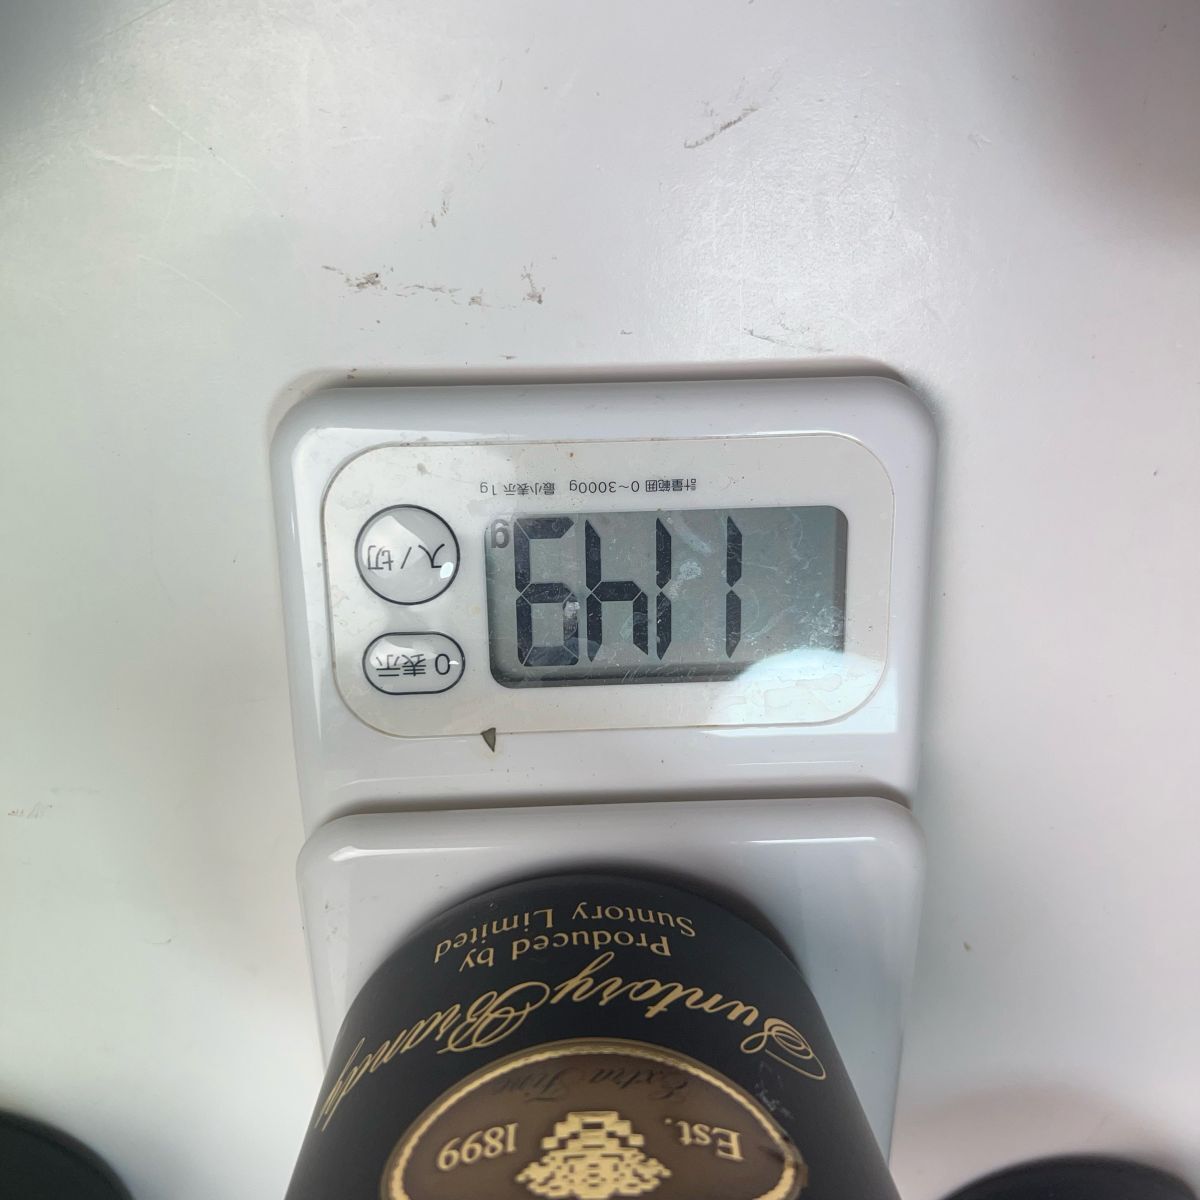 計量範囲 0~3000g 最小表示 1g
1149 g
入/切
0表示
Produced by
Suntory Limited
Suntory Brandy
Extra Fine
Est. 1899